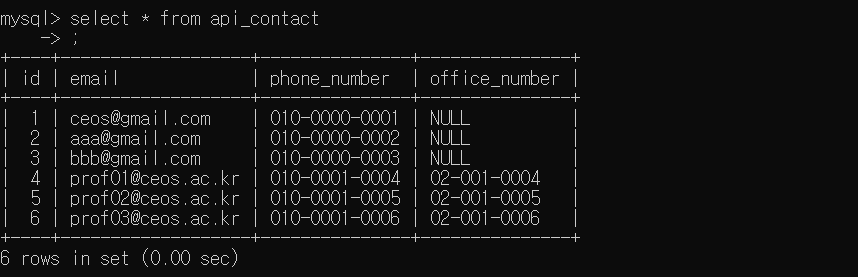 mysql> select * from api_contact
    -> ;
+----+-------------------+---------------+---------------+
| id | email             | phone_number  | office_number |
+----+-------------------+---------------+---------------+
|  1 | ceos@gmail.com    | 010-0000-0001 | NULL          |
|  2 | aaa@gmail.com     | 010-0000-0002 | NULL          |
|  3 | bbb@gmail.com     | 010-0000-0003 | NULL          |
|  4 | prof01@ceos.ac.kr | 010-0001-0004 | 02-001-0004   |
|  5 | prof02@ceos.ac.kr | 010-0001-0005 | 02-001-0005   |
|  6 | prof03@ceos.ac.kr | 010-0001-0006 | 02-001-0006   |
+----+-------------------+---------------+---------------+
6 rows in set (0.00 sec)